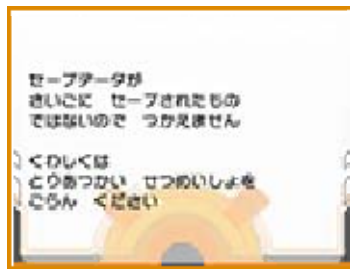 セーブデータが
さいごに セーブされたもの
ではないので つかえません
くわしくは
とりあつかい せつめいしょを
ごらん ください